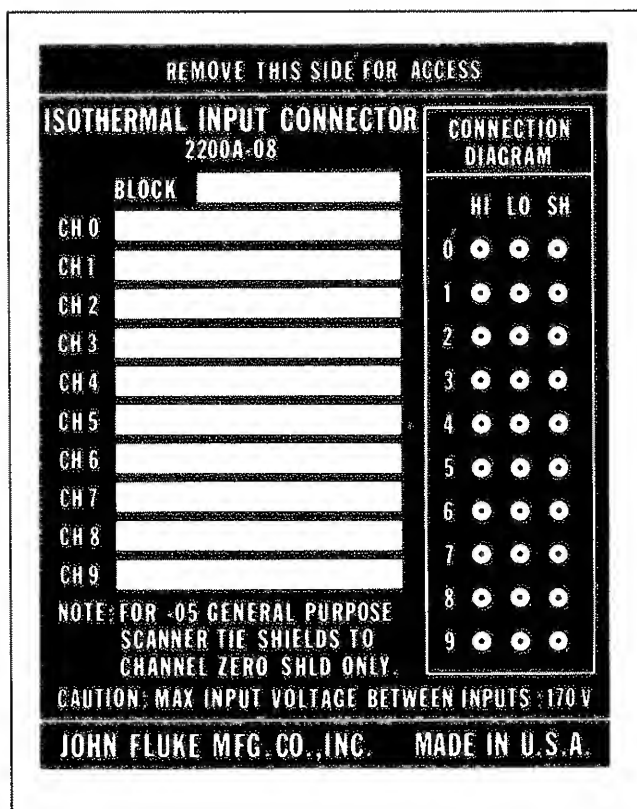 REMOVE THIS SIDE FOR ACCESS
ISOTHERMAL INPUT CONNECTOR
2200A-08
BLOCK
CH 0
CH 1
CH 2
CH 3
CH 4
CH 5
CH 6
CH 7
CH 8
CH 9
NOTE: FOR -05 GENERAL PURPOSE
SCANNER TIE SHIELDS TO
CHANNEL ZERO SHLD ONLY.
CONNECTION
DIAGRAM
HI LO SH
0
1
2
3
4
5
6
7
8
9
CAUTION: MAX INPUT VOLTAGE BETWEEN INPUTS : 170 V
JOHN FLUKE MFG. CO., INC. MADE IN U.S.A.